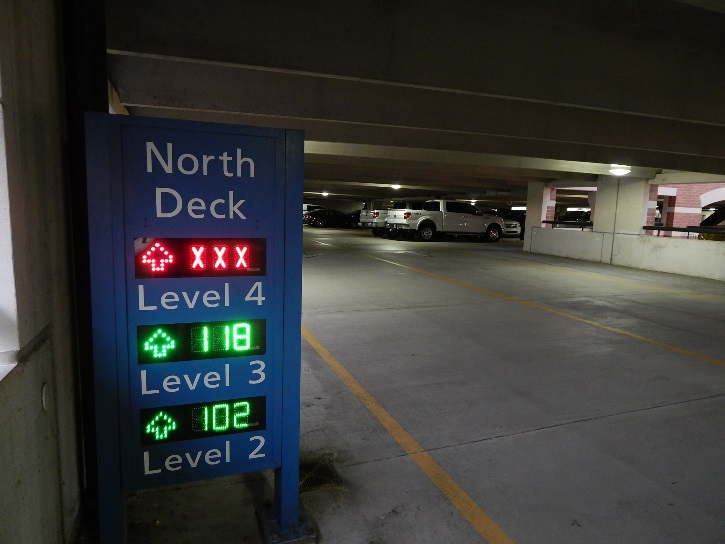 North
Deck
XXX
Level 4
118
Level 3
102
Level 2